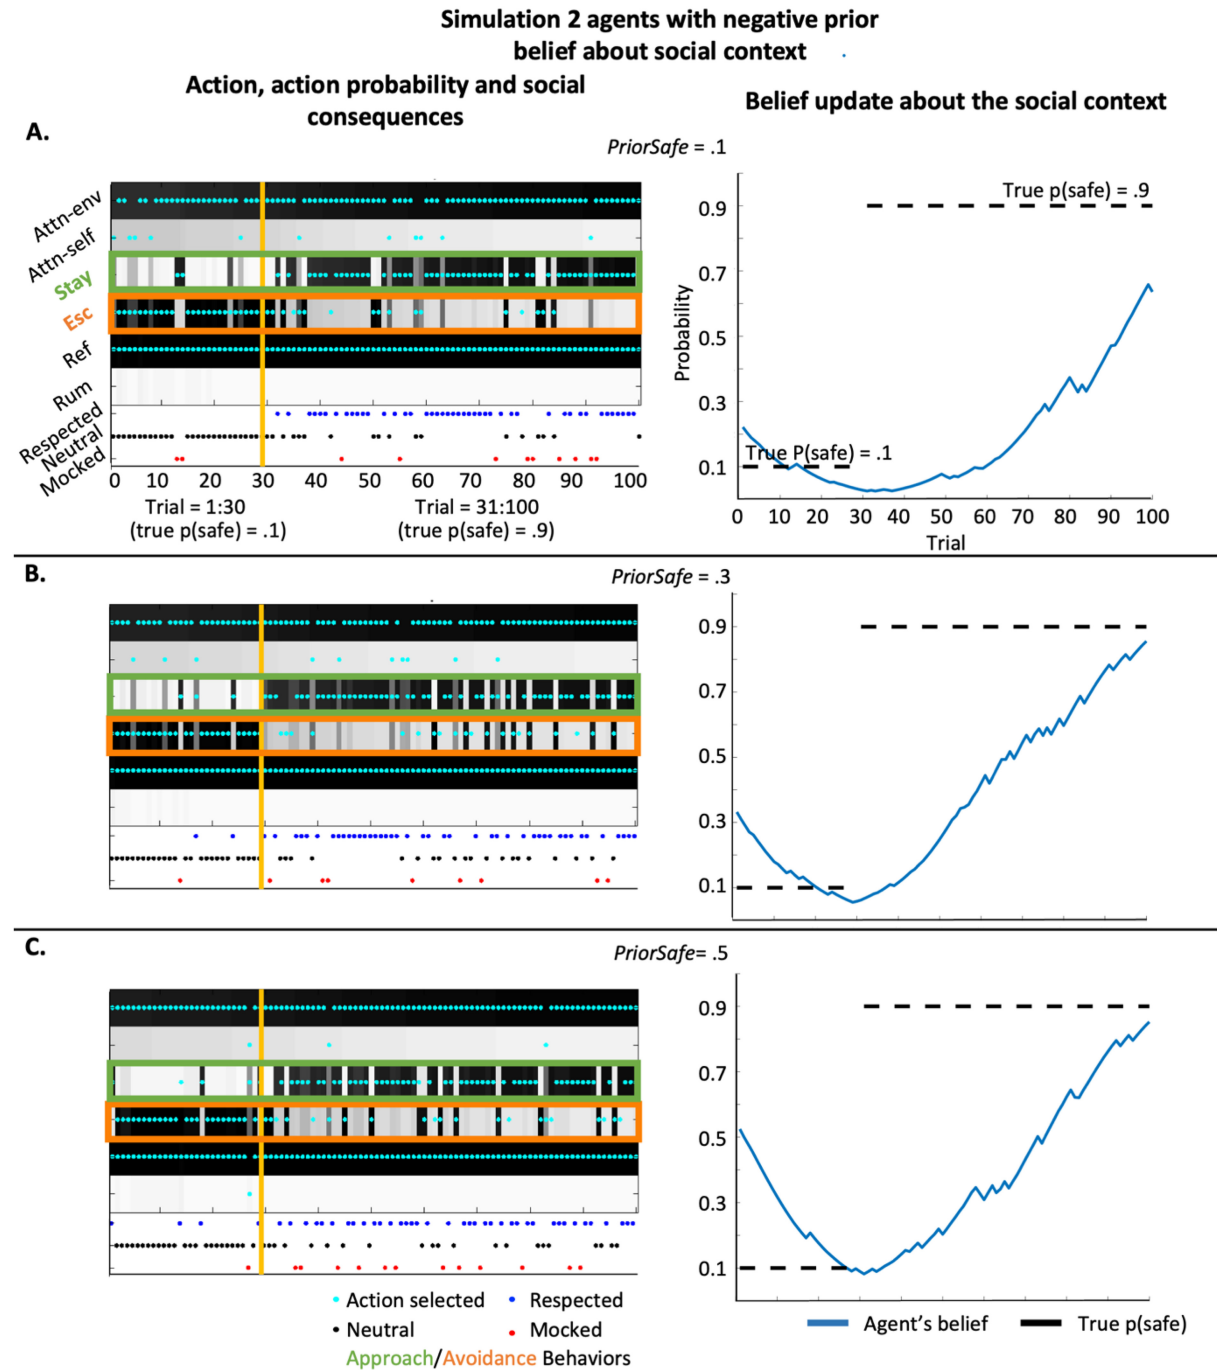 Simulation 2 agents with negative prior
belief about social context
Action, action probability and social
consequences
Belief update about the social context
A.
PriorSafe = .1
Attn-env
Attn-self
Stay
Esc
Ref
Rum
Respected
Neutral
Mocked
0 10 20 30 40 50 60 70 80 90 100
Trial = 1:30
(true p(safe) = .1)
Trial = 31:100
(true p(safe) = .9)
Probability
0.9
0.7
0.5
0.3
0.1
True p(safe) = .9
True P(safe) = .1
0 10 20 30 40 50 60 70 80 90 100
Trial
B.
PriorSafe = .3
0.9
0.7
0.5
0.3
0.1
C.
PriorSafe= .5
0.9
0.7
0.5
0.3
0.1
Action selected
Respected
Neutral
Mocked
Approach/Avoidance Behaviors
Agent's belief
True p(safe)